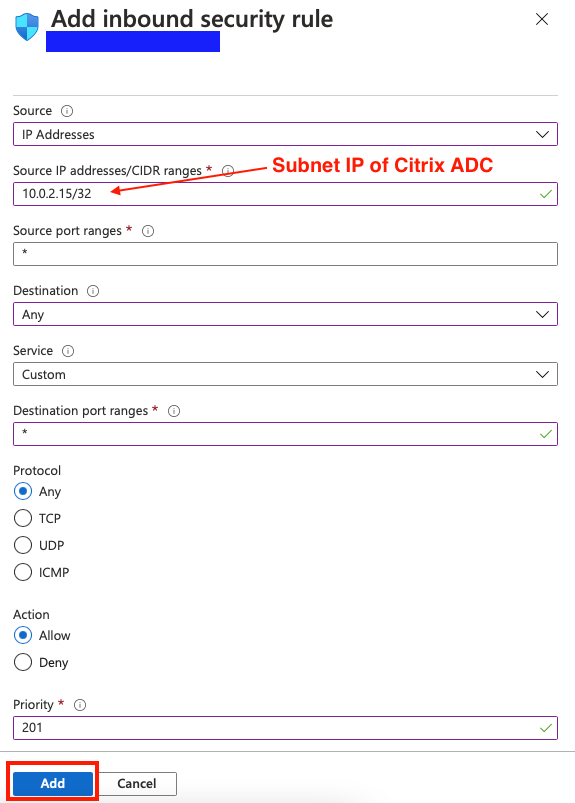 Add inbound security rule
Source
IP Addresses
Source IP addresses/CIDR ranges *
Subnet IP of Citrix ADC
10.0.2.15/32
Source port ranges *
*
Destination
Any
Service
Custom
Destination port ranges *
*
Protocol
Any
TCP
UDP
ICMP
Action
Allow
Deny
Priority *
201
Add Cancel